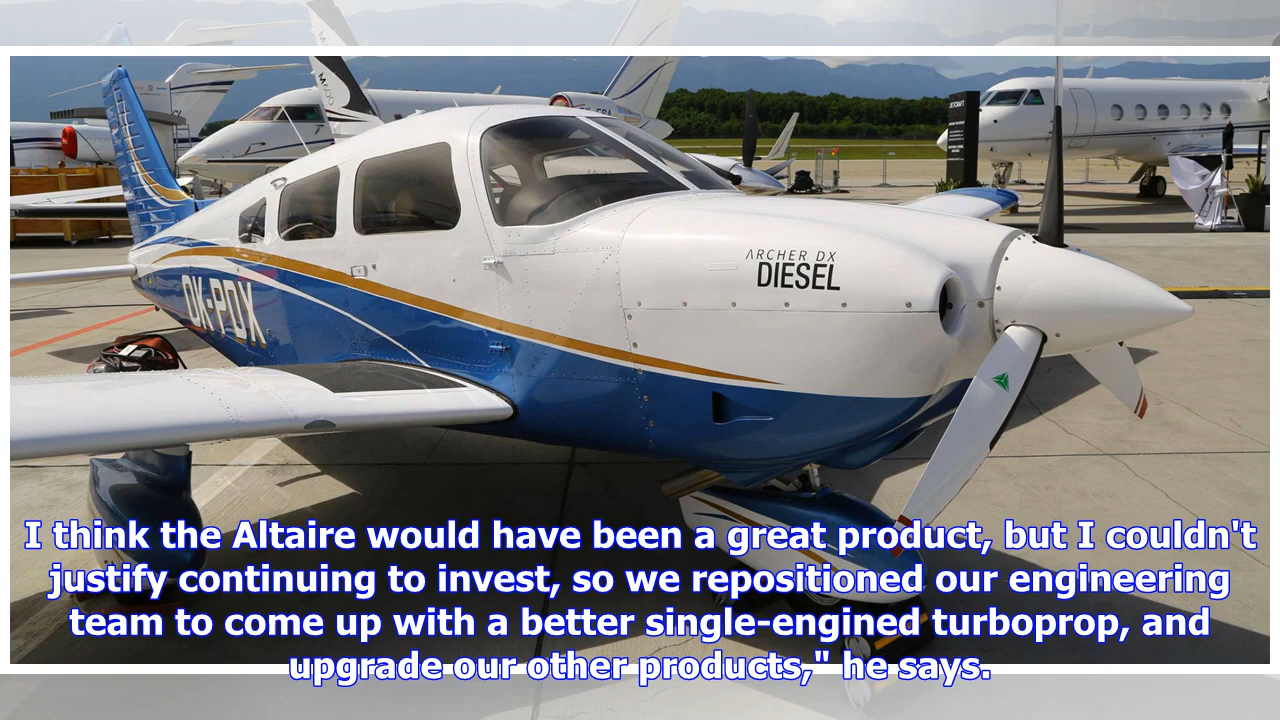 JETCRAFT
ARCHER DX
DIESEL
OK-PDX
I think the Altaire would have been a great product, but I couldn't
justify continuing to invest, so we repositioned our engineering
team to come up with a better single-engined turboprop, and
upgrade our other products," he says.